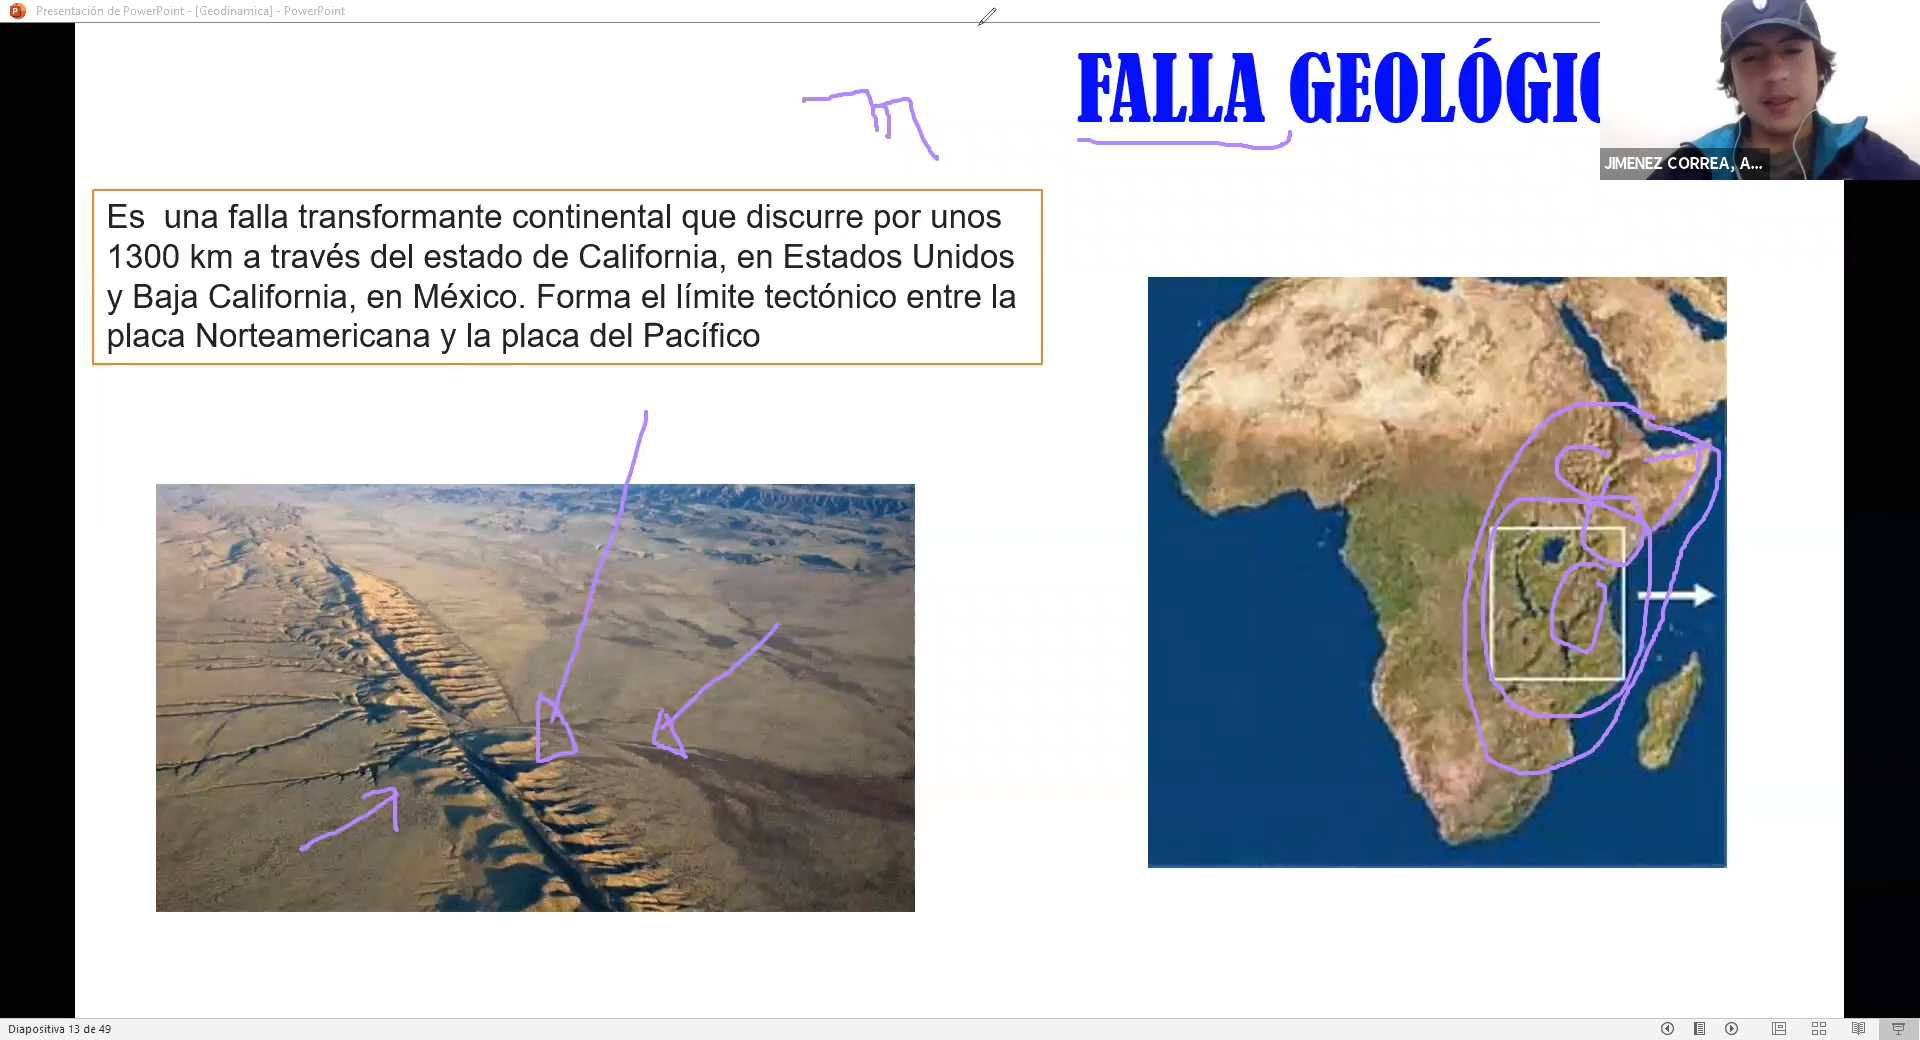 Presentación de PowerPoint - [Geodinamica] - PowerPoint
FALLA GEOLÓGIC
JIMENEZ CORREA, A...
Es una falla transformante continental que discurre por unos
1300 km a través del estado de California, en Estados Unidos
y Baja California, en México. Forma el límite tectónico entre la
placa Norteamericana y la placa del Pacífico
Diapositiva 13 de 49